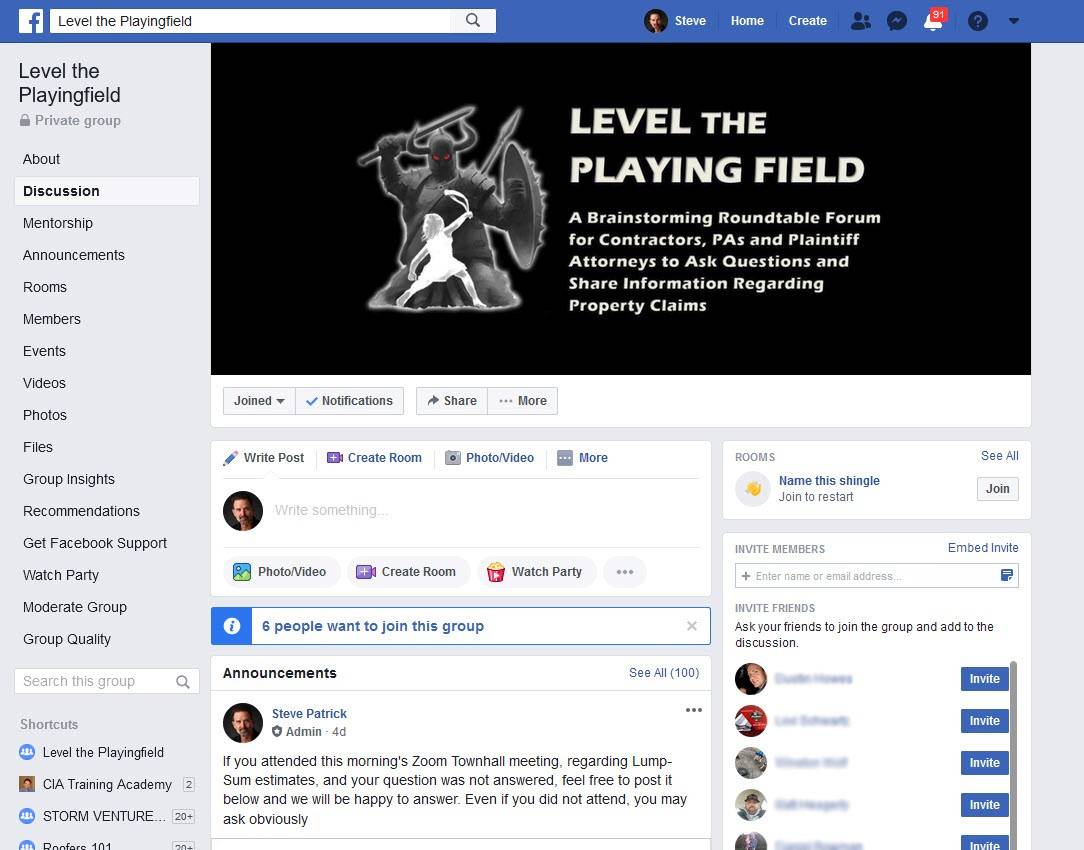 Level the Playingfield
Steve
Home
Create
91
Level the
Playingfield
Private group
About
Discussion
Mentorship
Announcements
Rooms
Members
Events
Videos
Photos
Files
Group Insights
Recommendations
Get Facebook Support
Watch Party
Moderate Group
Group Quality
Search this group
Shortcuts
Level the Playingfield
CIA Training Academy 2
STORM VENTURE... 20+
Roofers 101 20+
LEVEL THE
PLAYING FIELD
A Brainstorming Roundtable Forum
for Contractors, PAs and Plaintiff
Attorneys to Ask Questions and
Share Information Regarding
Property Claims
Joined
Notifications
Share
More
Write Post
Create Room
Photo/Video
More
Write something...
Photo/Video
Create Room
Watch Party
6 people want to join this group
Announcements
See All (100)
Steve Patrick
Admin · 4d
If you attended this morning's Zoom Townhall meeting, regarding Lump-
Sum estimates, and your question was not answered, feel free to post it
below and we will be happy to answer. Even if you did not attend, you may
ask obviously
ROOMS
See All
Name this shingle
Join to restart
Join
INVITE MEMBERS
Embed Invite
+ Enter name or email address...
INVITE FRIENDS
Ask your friends to join the group and add to the
discussion.
Invite
Invite
Invite
Invite
Invite